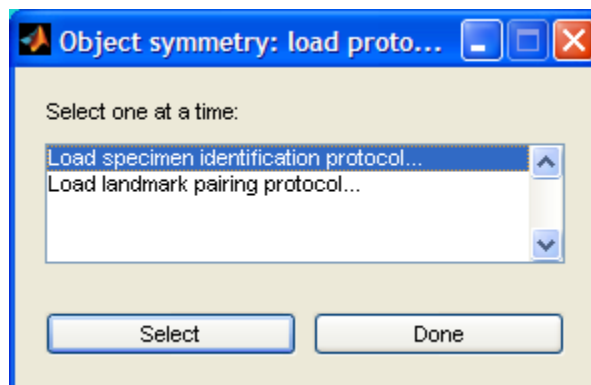 Object symmetry: load proto...
Select one at a time:
Load specimen identification protocol...
Load landmark pairing protocol...
Select
Done